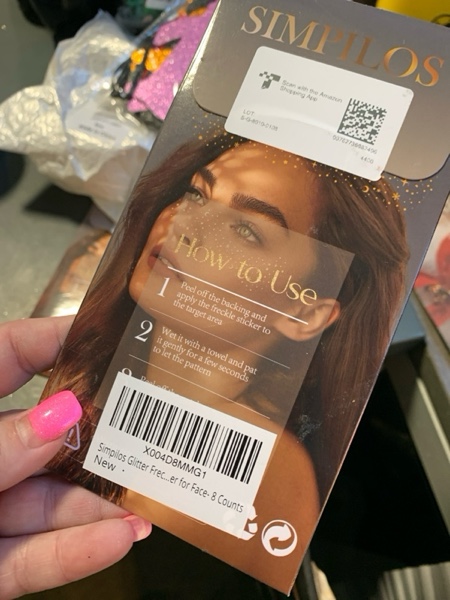 SIMPILOS
Scan with the Amazon
Shopping App
LOT:
How to Use
1 Peel off the backing and
apply the freckle sticker to
the target area
2 Wet it with a towel and pat
it gently for a few seconds
to let the pattern
X004D8MMG1
Simpilos Glitter Frec...er for Face- 8 Counts
New